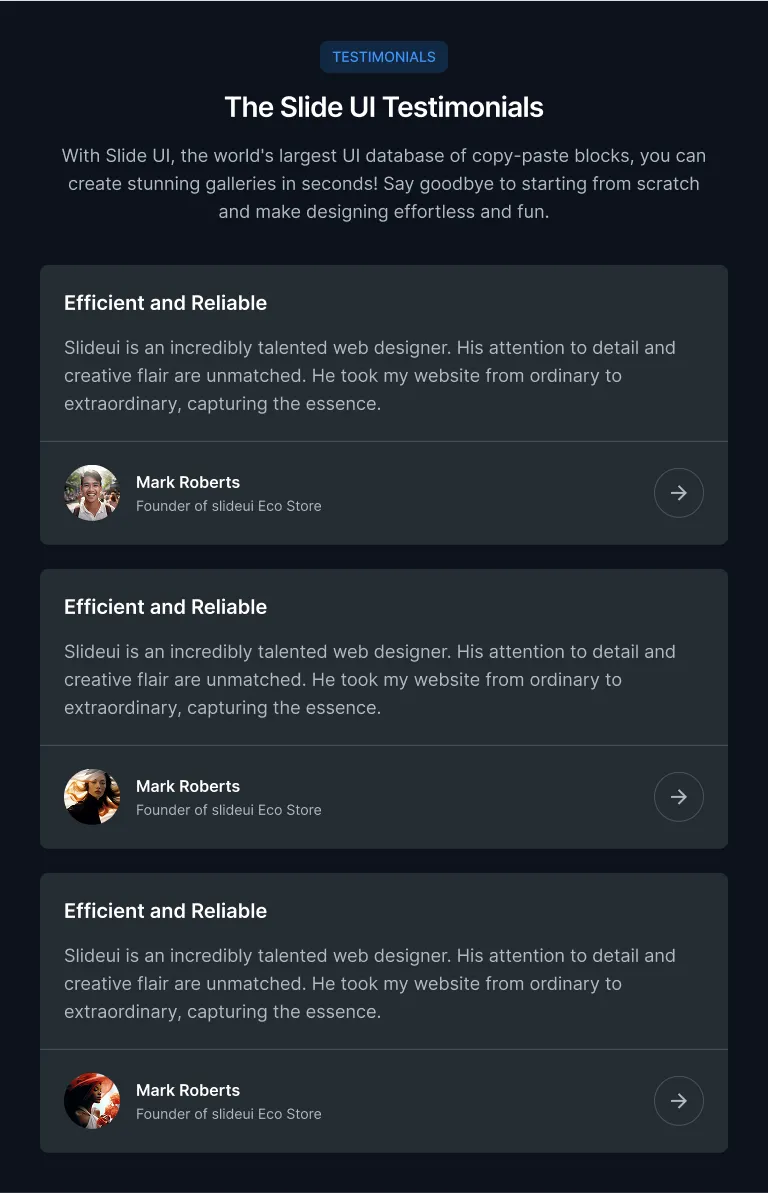 TESTIMONIALS
The Slide UI Testimonials
With Slide UI, the world's largest UI database of copy-paste blocks, you can
create stunning galleries in seconds! Say goodbye to starting from scratch
and make designing effortless and fun.
Efficient and Reliable
Slideui is an incredibly talented web designer. His attention to detail and
creative flair are unmatched. He took my website from ordinary to
extraordinary, capturing the essence.
Mark Roberts
Founder of slideui Eco Store
Efficient and Reliable
Slideui is an incredibly talented web designer. His attention to detail and
creative flair are unmatched. He took my website from ordinary to
extraordinary, capturing the essence.
Mark Roberts
Founder of slideui Eco Store
Efficient and Reliable
Slideui is an incredibly talented web designer. His attention to detail and
creative flair are unmatched. He took my website from ordinary to
extraordinary, capturing the essence.
Mark Roberts
Founder of slideui Eco Store